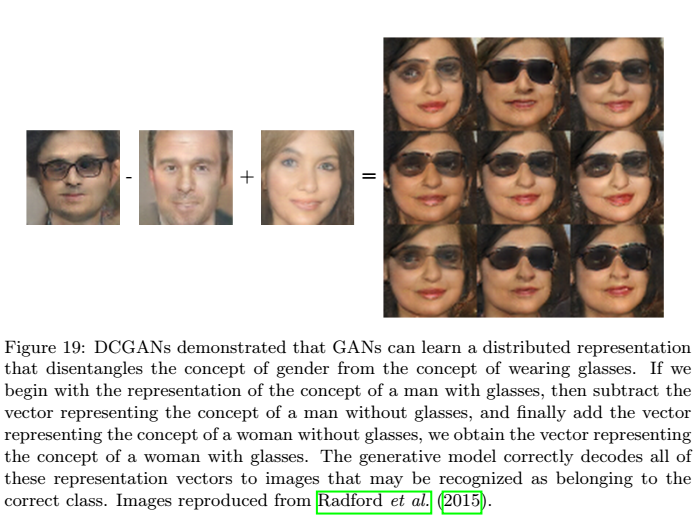 - + =
Figure 19: DCGANs demonstrated that GANs can learn a distributed representation
that disentangles the concept of gender from the concept of wearing glasses. If we
begin with the representation of the concept of a man with glasses, then subtract the
vector representing the concept of a man without glasses, and finally add the vector
representing the concept of a woman without glasses, we obtain the vector representing
the concept of a woman with glasses. The generative model correctly decodes all of
these representation vectors to images that may be recognized as belonging to the
correct class. Images reproduced from Radford et al. (2015).